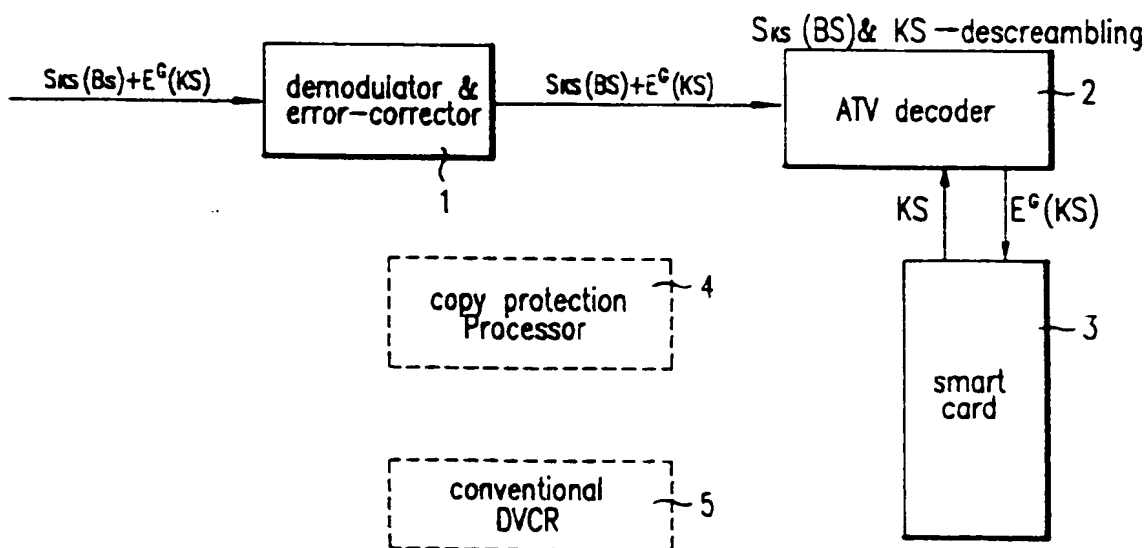 SKS (BS)& KS-descreambling
SKS(BS)+E^G(KS)
demodulator &
error-corrector
1
SKS(BS)+E^G(KS)
ATV decoder
2
KS
E^G(KS)
copy protection
Processor
4
smart
card
3
conventional
DVCR
5